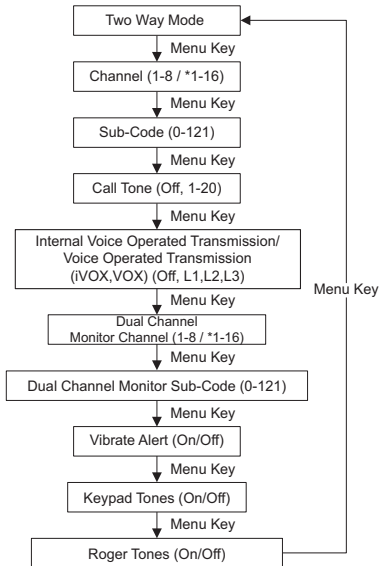 Two Way Mode
Menu Key
Channel (1-8 / *1-16)
Menu Key
Sub-Code (0-121)
Menu Key
Call Tone (Off, 1-20)
Menu Key
Internal Voice Operated Transmission/
Voice Operated Transmission
(iVOX,VOX) (Off, L1,L2,L3)
Menu Key
Menu Key
Dual Channel
Monitor Channel (1-8 / *1-16)
Menu Key
Dual Channel Monitor Sub-Code (0-121)
Menu Key
Vibrate Alert (On/Off)
Menu Key
Keypad Tones (On/Off)
Menu Key
Roger Tones (On/Off)